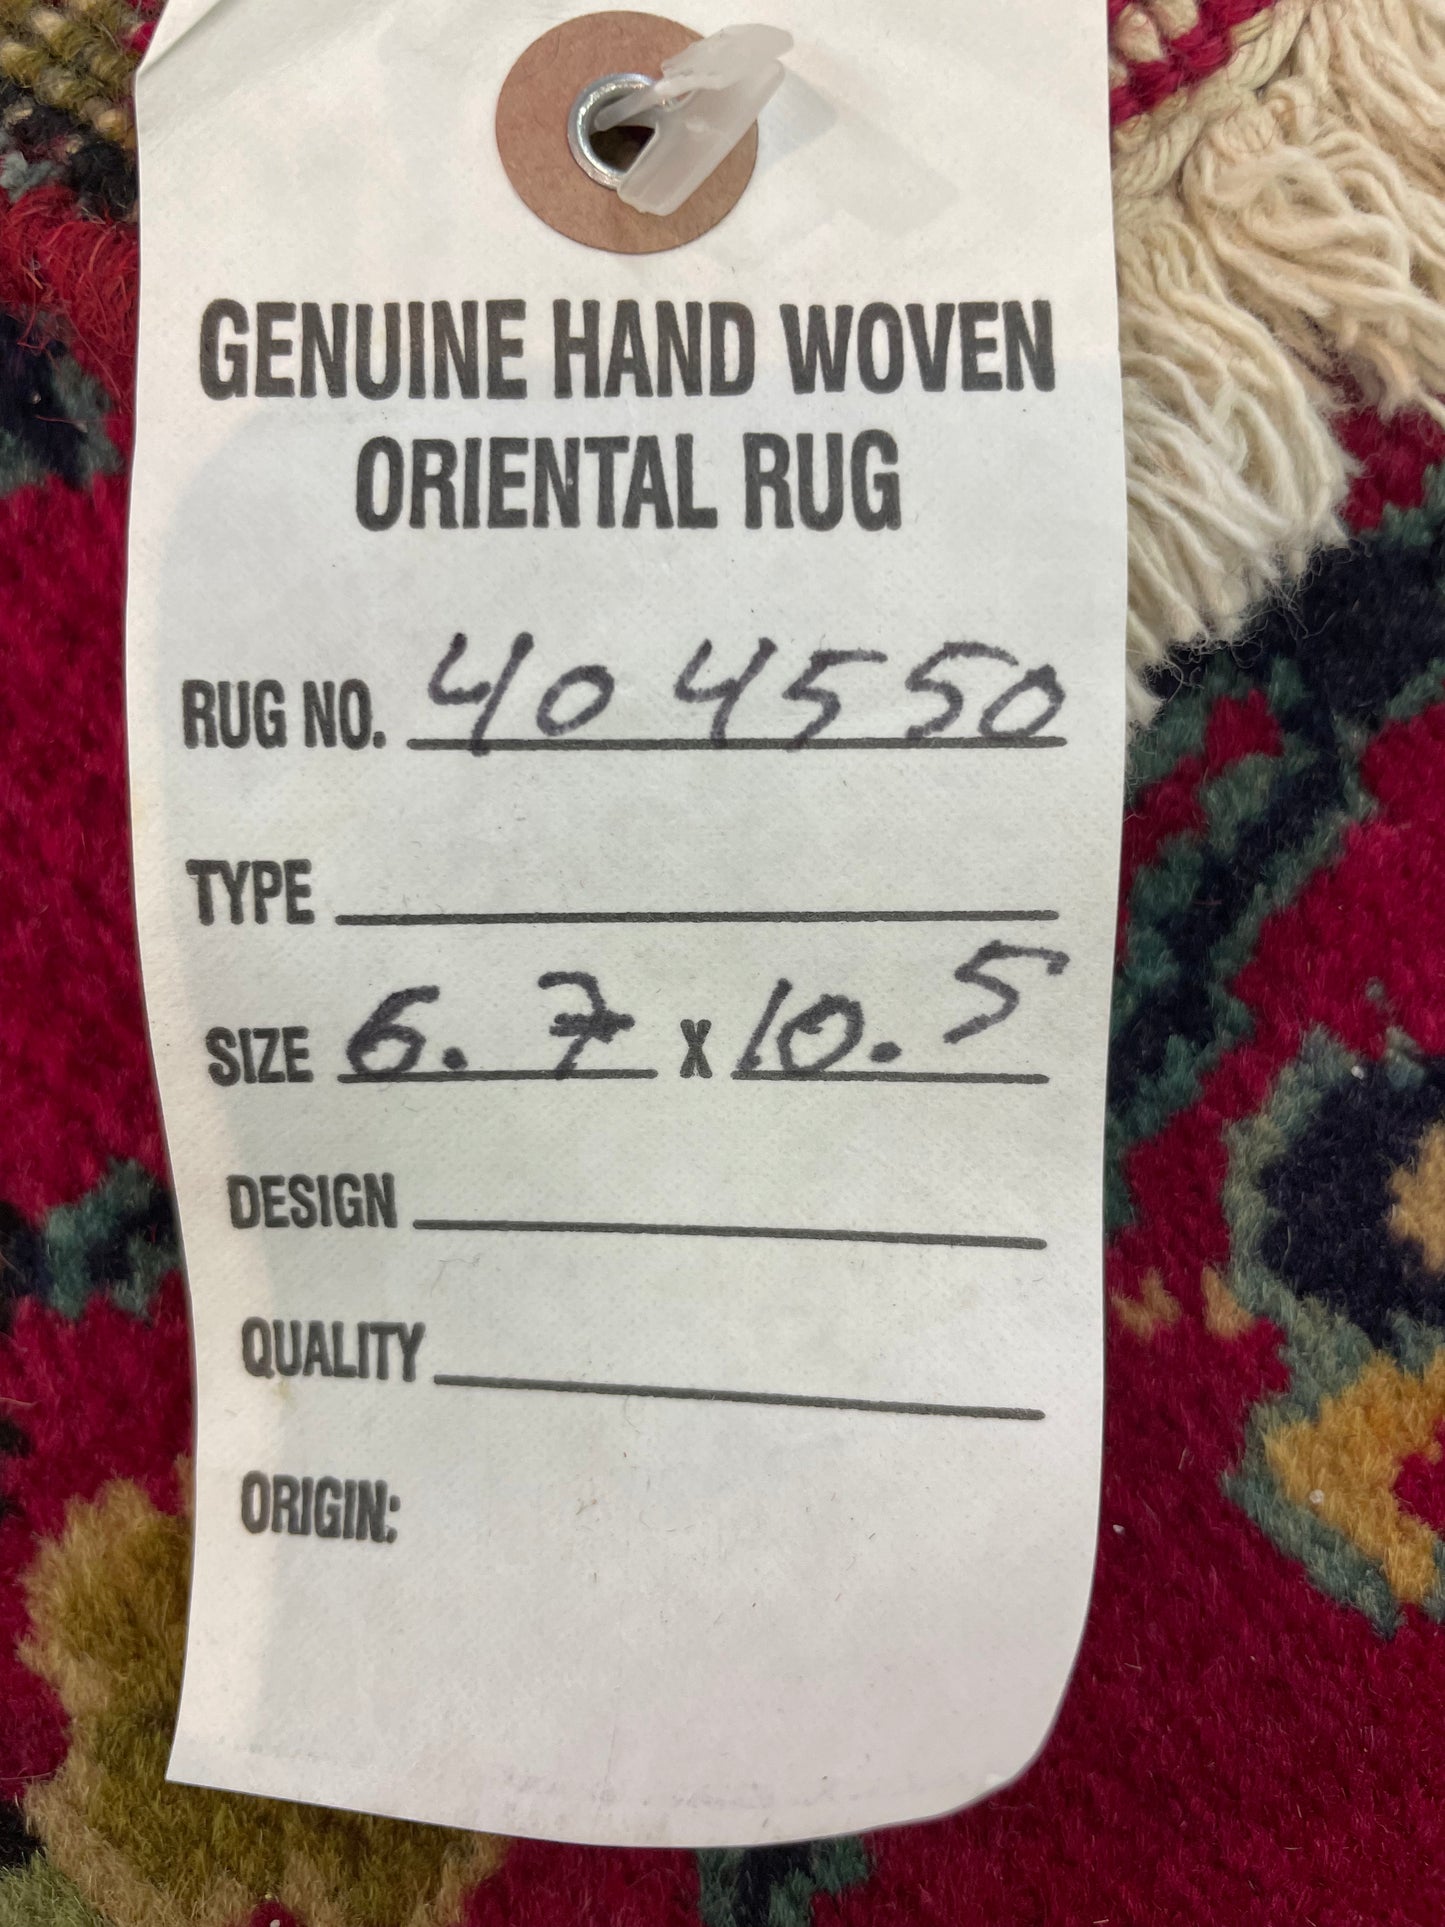 GENUINE HAND WOVEN
ORIENTAL RUG
RUG NO. 404550
TYPE
SIZE 6.7 x 10.5
DESIGN
QUALITY
ORIGIN: